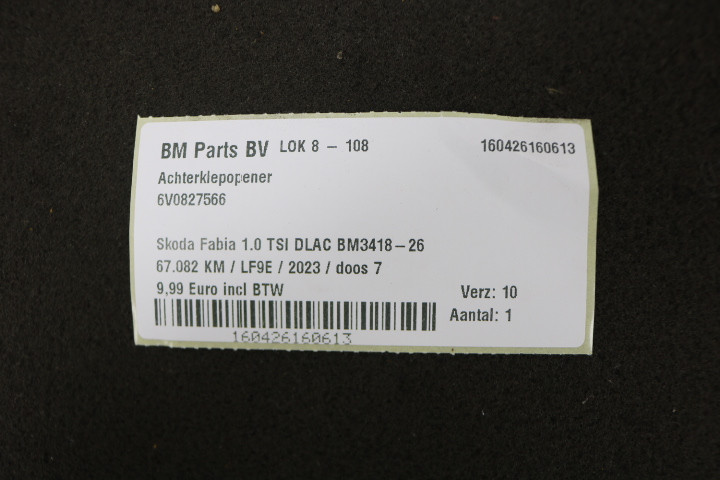 BM Parts BV LOK 8 - 108 160426160613
Achterklepopener
6V0827566
Skoda Fabia 1.0 TSI DLAC BM3418-26
67.082 KM / LF9E / 2023 / doos 7
9,99 Euro incl BTW Verz: 10
Aantal: 1
160426160613